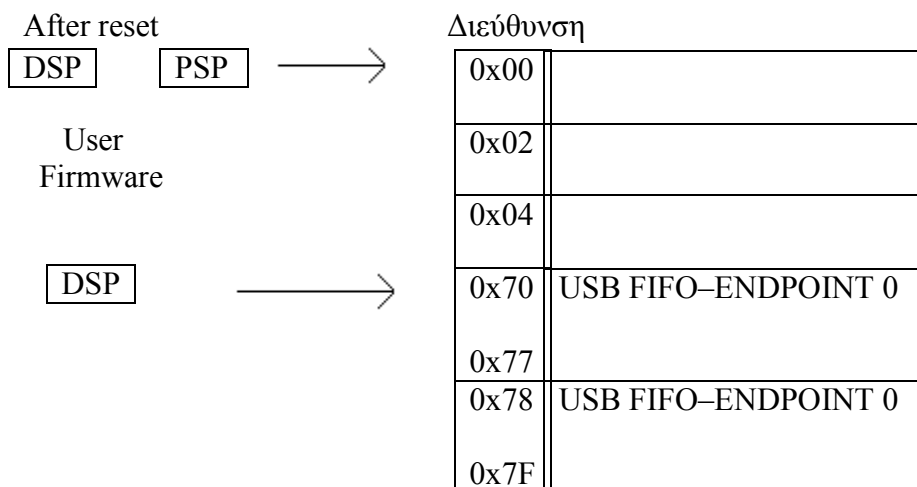 After reset
Διεύθυνση
DSP PSP
0x00
User
Firmware
0x02
0x04
DSP
0x70 USB FIFO–ENDPOINT 0
0x77
0x78 USB FIFO–ENDPOINT 0
0x7F